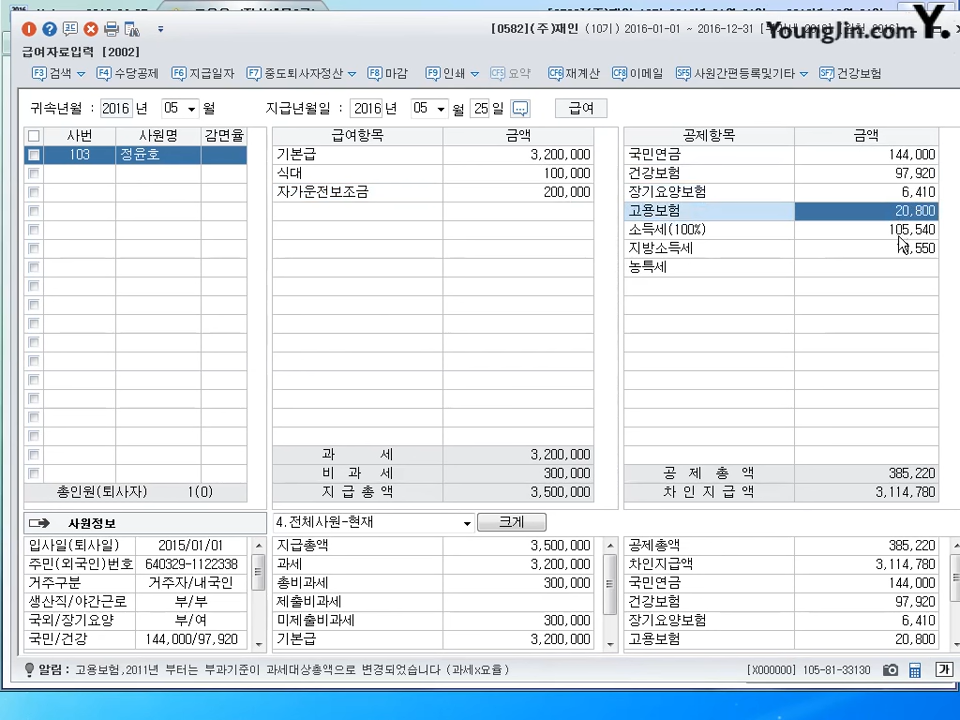 [0582](주)재인 (10기) 2016-01-01 ~ 2016-12-31
YoungJin.com Y.
급여자료입력 [2002]
F3 검색 F4 수당공제 F6 지급일자 F7 중도퇴사자정산 F8 마감 F9 인쇄 CF5 요약 CF6 재계산 CF8 이메일 SF5 사원간편등록및기타 SF7 건강보험
귀속년월 : 2016 년 05 월 지급년월일 : 2016 년 05 월 25 일 급여
사번 사원명 감면율 급여항목 금액 공제항목 금액
103 정윤호 기본급 3,200,000 국민연금 144,000
식대 100,000 건강보험 97,920
자가운전보조금 200,000 장기요양보험 6,410
고용보험 20,800
소득세(100%) 105,540
지방소득세 ,550
농특세
과 세 3,200,000
비 과 세 300,000 공 제 총 액 385,220
총인원(퇴사자) 1(0) 지 급 총 액 3,500,000 차 인 지 급 액 3,114,780
사원정보 4.전체사원-현재 크게
입사일(퇴사일) 2015/01/01 지급총액 3,500,000 공제총액 385,220
주민(외국인)번호 640329-1122338 과세 3,200,000 차인지급액 3,114,780
거주구분 거주자/내국인 총비과세 300,000 국민연금 144,000
생산직/야간근로 부/부 제출비과세 건강보험 97,920
국외/장기요양 부/여 미제출비과세 300,000 장기요양보험 6,410
국민/건강 144,000/97,920 기본급 3,200,000 고용보험 20,800
알림 : 고용보험,2011년 부터는 부과기준이 과세대상총액으로 변경되었습니다 (과세x요율) [X000000] 105-81-33130 가